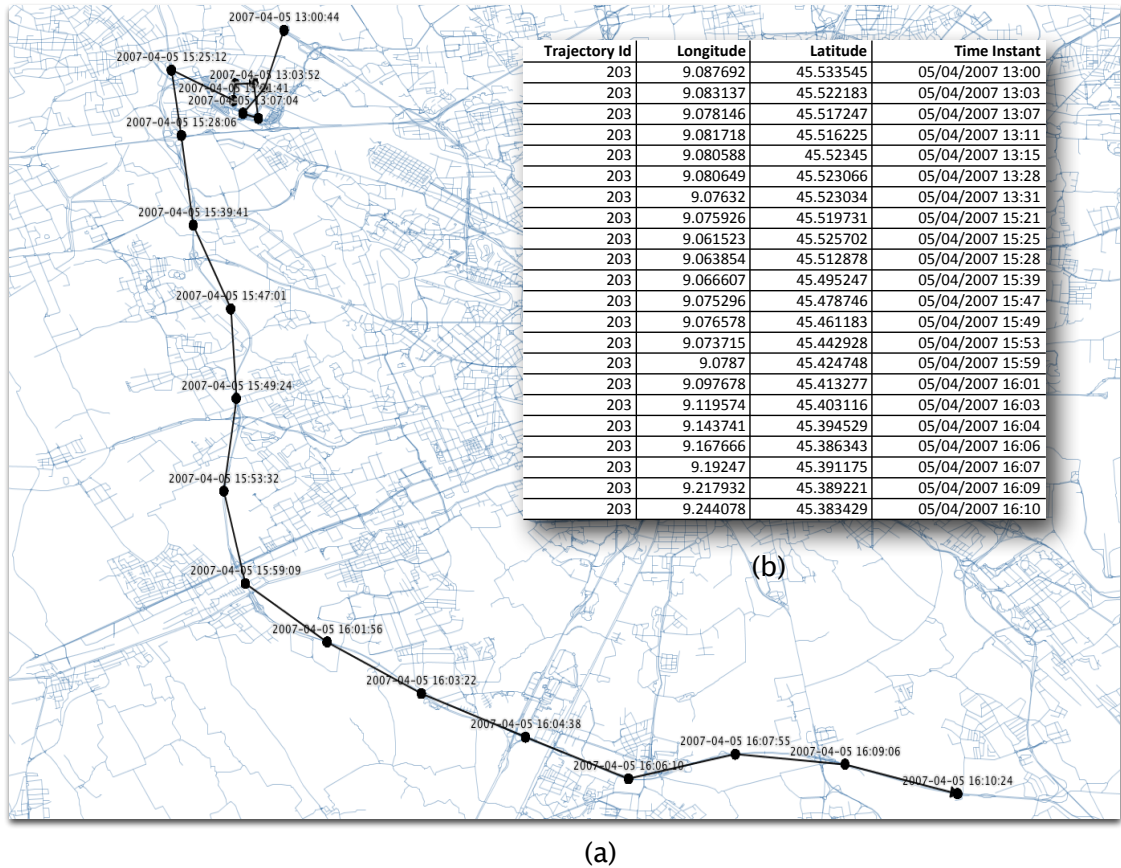 2007-04-05 13:00:44
2007-04-05 15:25:12
2007-04-05 13:03:52
2007-04-05 13:07:04
2007-04-05 15:28:06
2007-04-05 15:39:41
2007-04-05 15:47:01
2007-04-05 15:49:24
2007-04-05 15:53:32
2007-04-05 15:59:09
2007-04-05 16:01:56
2007-04-05 16:03:22
2007-04-05 16:04:38
2007-04-05 16:06:10
2007-04-05 16:07:55
2007-04-05 16:09:06
2007-04-05 16:10:24
Trajectory Id Longitude Latitude Time Instant
203 9.087692 45.533545 05/04/2007 13:00
203 9.083137 45.522183 05/04/2007 13:03
203 9.078146 45.517247 05/04/2007 13:07
203 9.081718 45.516225 05/04/2007 13:11
203 9.080588 45.52345 05/04/2007 13:15
203 9.080649 45.523066 05/04/2007 13:28
203 9.07632 45.523034 05/04/2007 13:31
203 9.075926 45.519731 05/04/2007 15:21
203 9.061523 45.525702 05/04/2007 15:25
203 9.063854 45.512878 05/04/2007 15:28
203 9.066607 45.495247 05/04/2007 15:39
203 9.075296 45.478746 05/04/2007 15:47
203 9.076578 45.461183 05/04/2007 15:49
203 9.073715 45.442928 05/04/2007 15:53
203 9.0787 45.424748 05/04/2007 15:59
203 9.097678 45.413277 05/04/2007 16:01
203 9.119574 45.403116 05/04/2007 16:03
203 9.143741 45.394529 05/04/2007 16:04
203 9.167666 45.386343 05/04/2007 16:06
203 9.19247 45.391175 05/04/2007 16:07
203 9.217932 45.389221 05/04/2007 16:09
203 9.244078 45.383429 05/04/2007 16:10
(b)
(a)